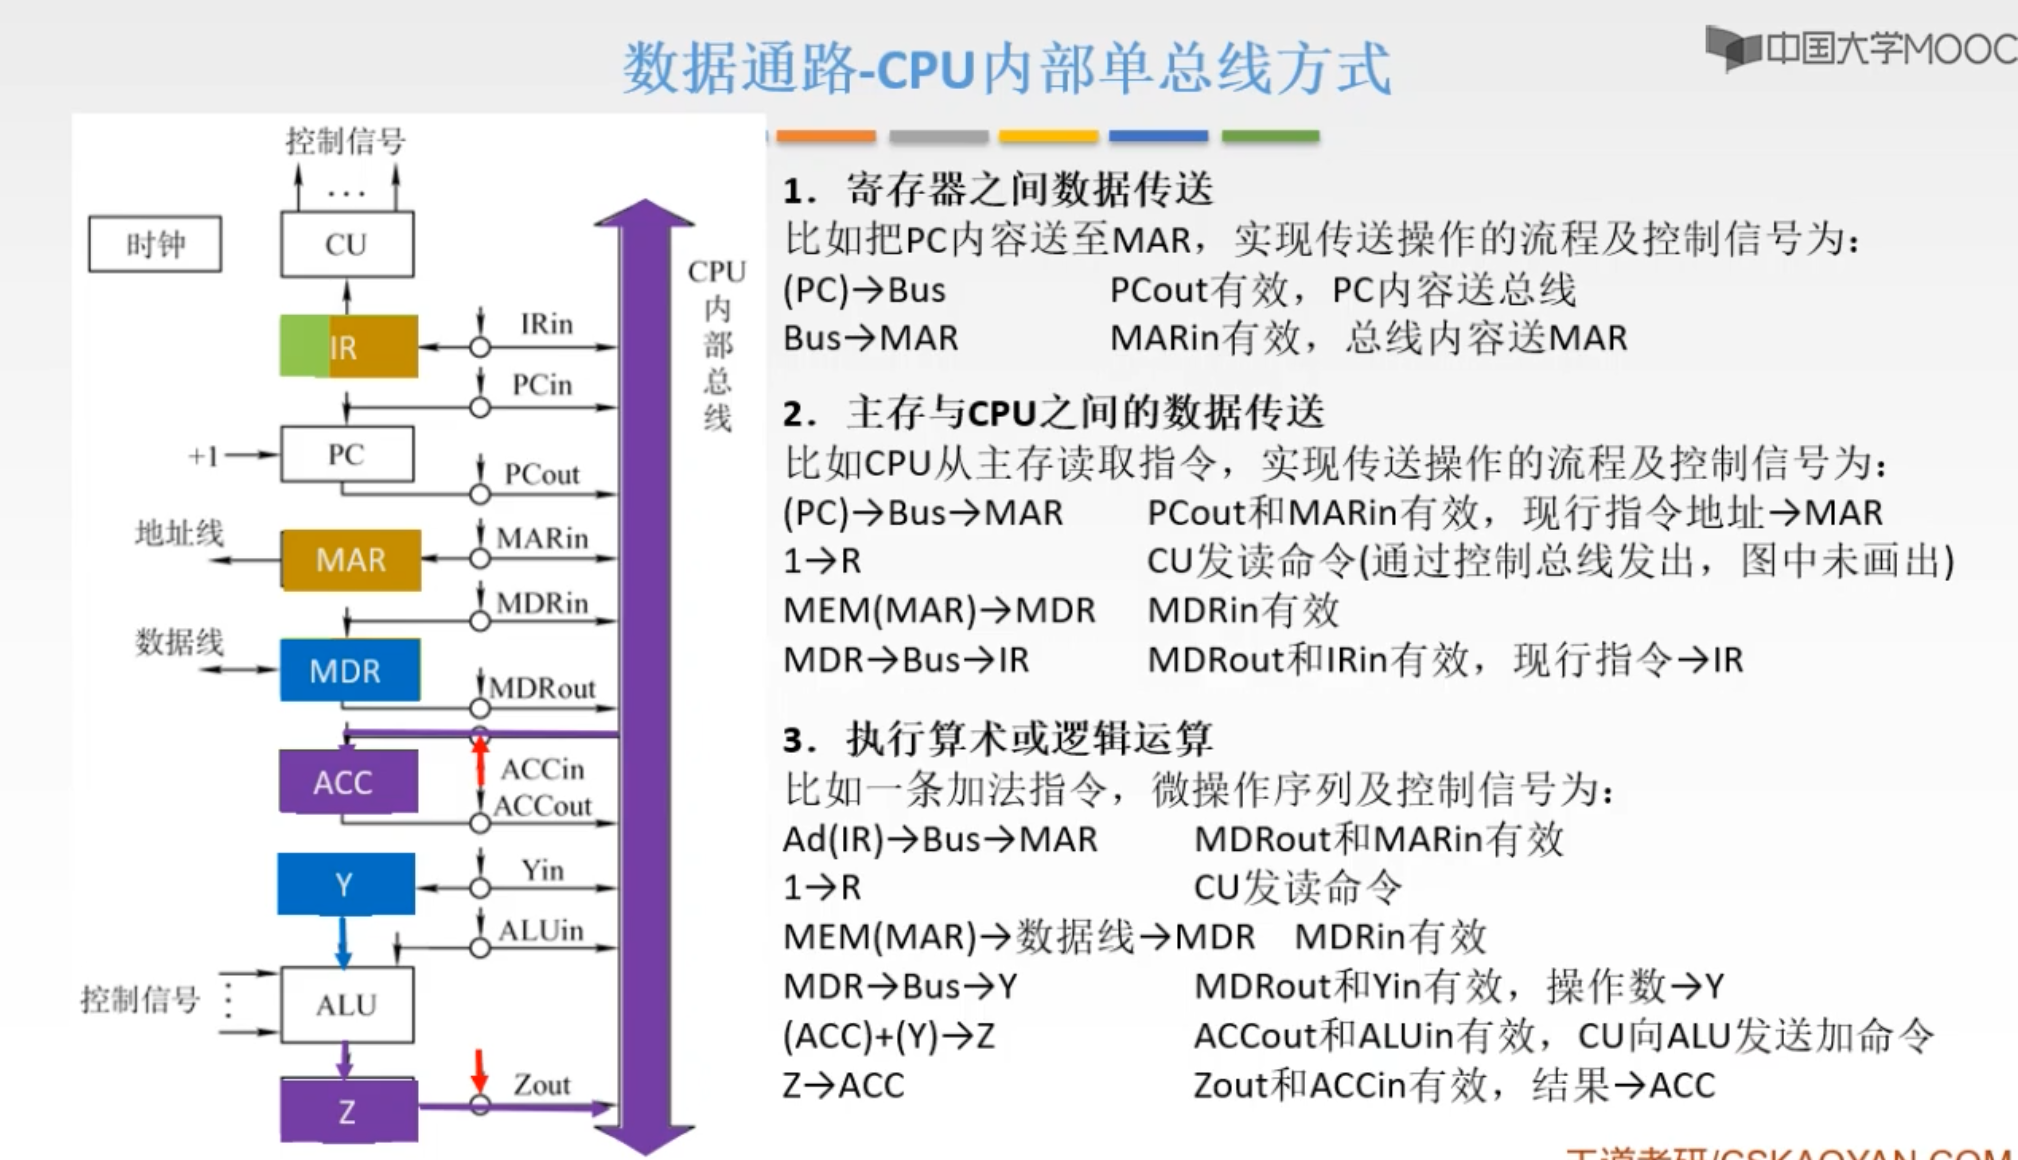 数据通路-CPU内部单总线方式
中国大学MOOC
控制信号
...
时钟
CU
CPU
内
部
总
线
IR
IRin
PCin
+1
PC
PCout
地址线
MAR
MARin
MDRin
数据线
MDR
MDRout
ACC
ACCin
ACCout
Y
Yin
ALUin
控制信号
ALU
Z
Zout
1. 寄存器之间数据传送
比如把PC内容送至MAR，实现传送操作的流程及控制信号为：
(PC)→Bus PCout有效，PC内容送总线
Bus→MAR MARin有效，总线内容送MAR
2. 主存与CPU之间的数据传送
比如CPU从主存读取指令，实现传送操作的流程及控制信号为：
(PC)→Bus→MAR PCout和MARin有效，现行指令地址→MAR
1→R CU发读命令(通过控制总线发出，图中未画出)
MEM(MAR)→MDR MDRin有效
MDR→Bus→IR MDRout和IRin有效，现行指令→IR
3. 执行算术或逻辑运算
比如一条加法指令，微操作序列及控制信号为：
Ad(IR)→Bus→MAR MDRout和MARin有效
1→R CU发读命令
MEM(MAR)→数据线→MDR MDRin有效
MDR→Bus→Y MDRout和Yin有效，操作数→Y
(ACC)+(Y)→Z ACCout和ALUin有效，CU向ALU发送加命令
Z→ACC Zout和ACCin有效，结果→ACC
王道考研/CSKAOYAN.COM